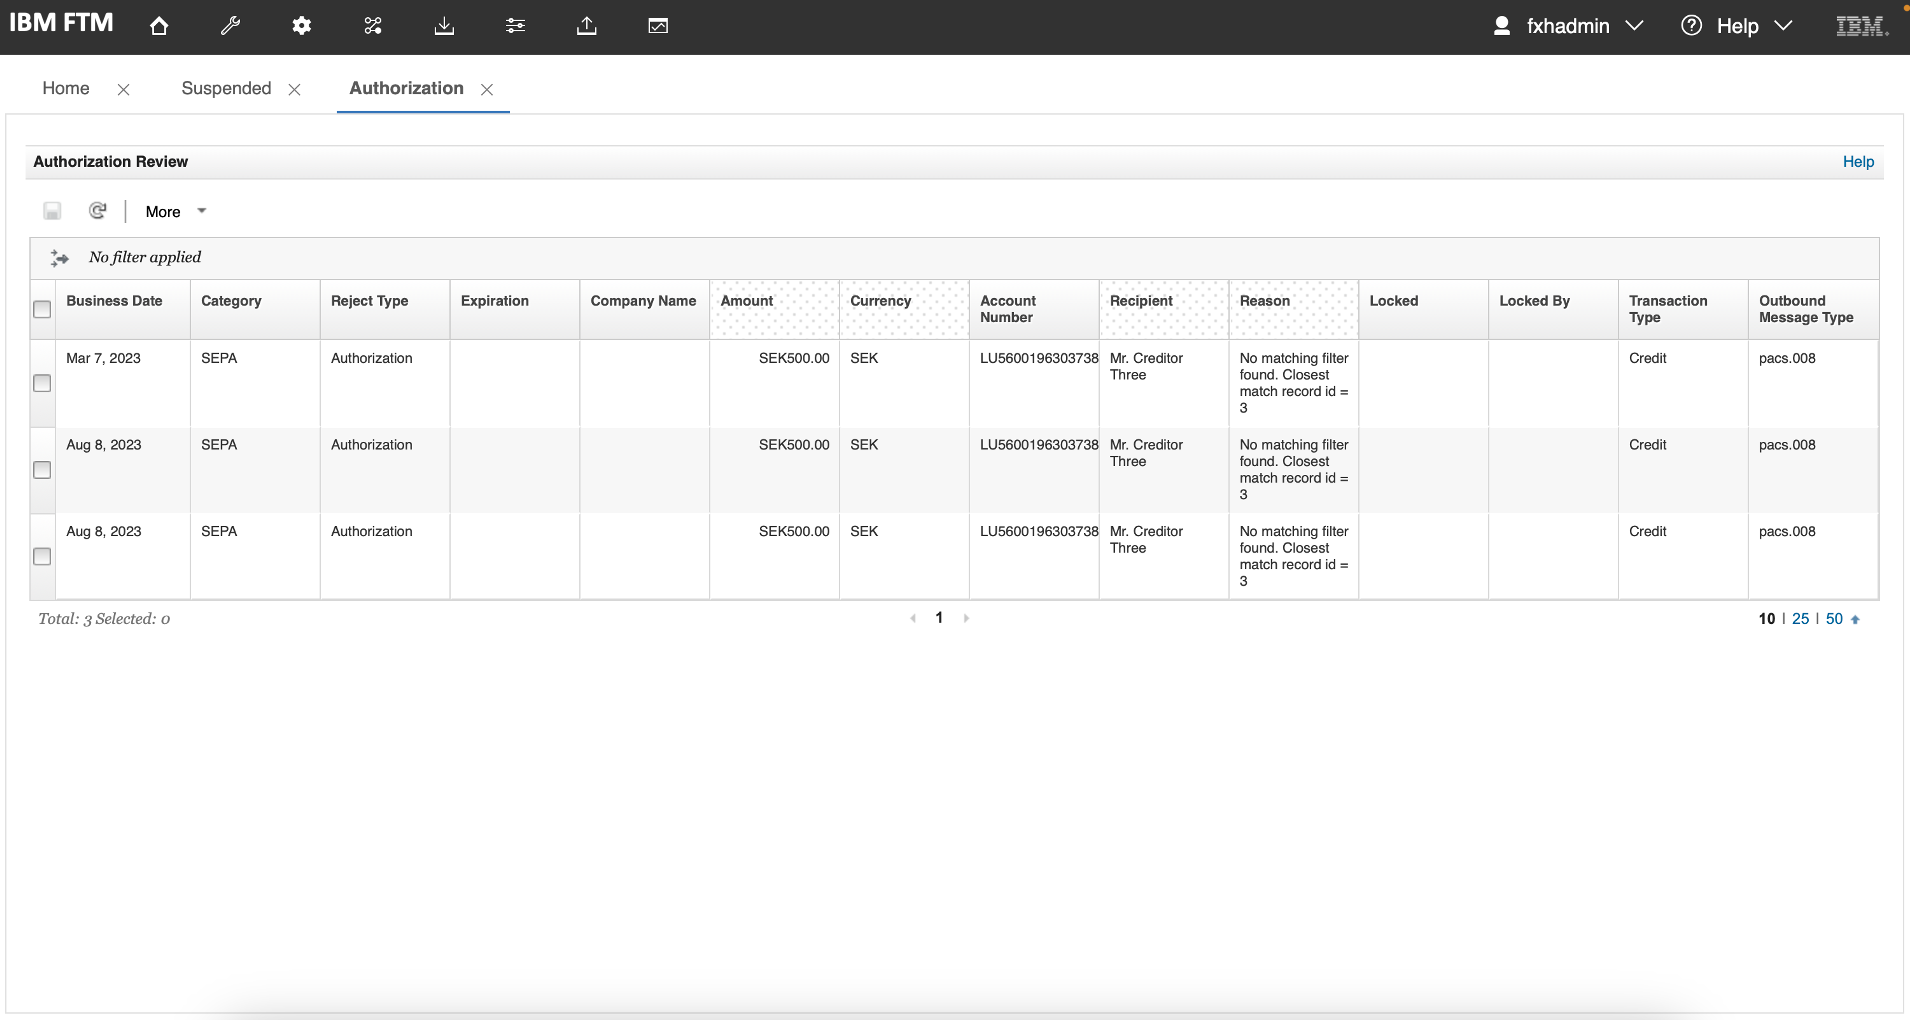 IBM FTM fxhadmin Help IBM.
Home Suspended Authorization
Authorization Review Help
More
No filter applied
Business Date Category Reject Type Expiration Company Name Amount Currency Account Number Recipient Reason Locked Locked By Transaction Type Outbound Message Type
Mar 7, 2023 SEPA Authorization SEK500.00 SEK LU5600196303738 Mr. Creditor Three No matching filter found. Closest match record id = 3 Credit pacs.008
Aug 8, 2023 SEPA Authorization SEK500.00 SEK LU5600196303738 Mr. Creditor Three No matching filter found. Closest match record id = 3 Credit pacs.008
Aug 8, 2023 SEPA Authorization SEK500.00 SEK LU5600196303738 Mr. Creditor Three No matching filter found. Closest match record id = 3 Credit pacs.008
Total: 3 Selected: 0 1 10 | 25 | 50